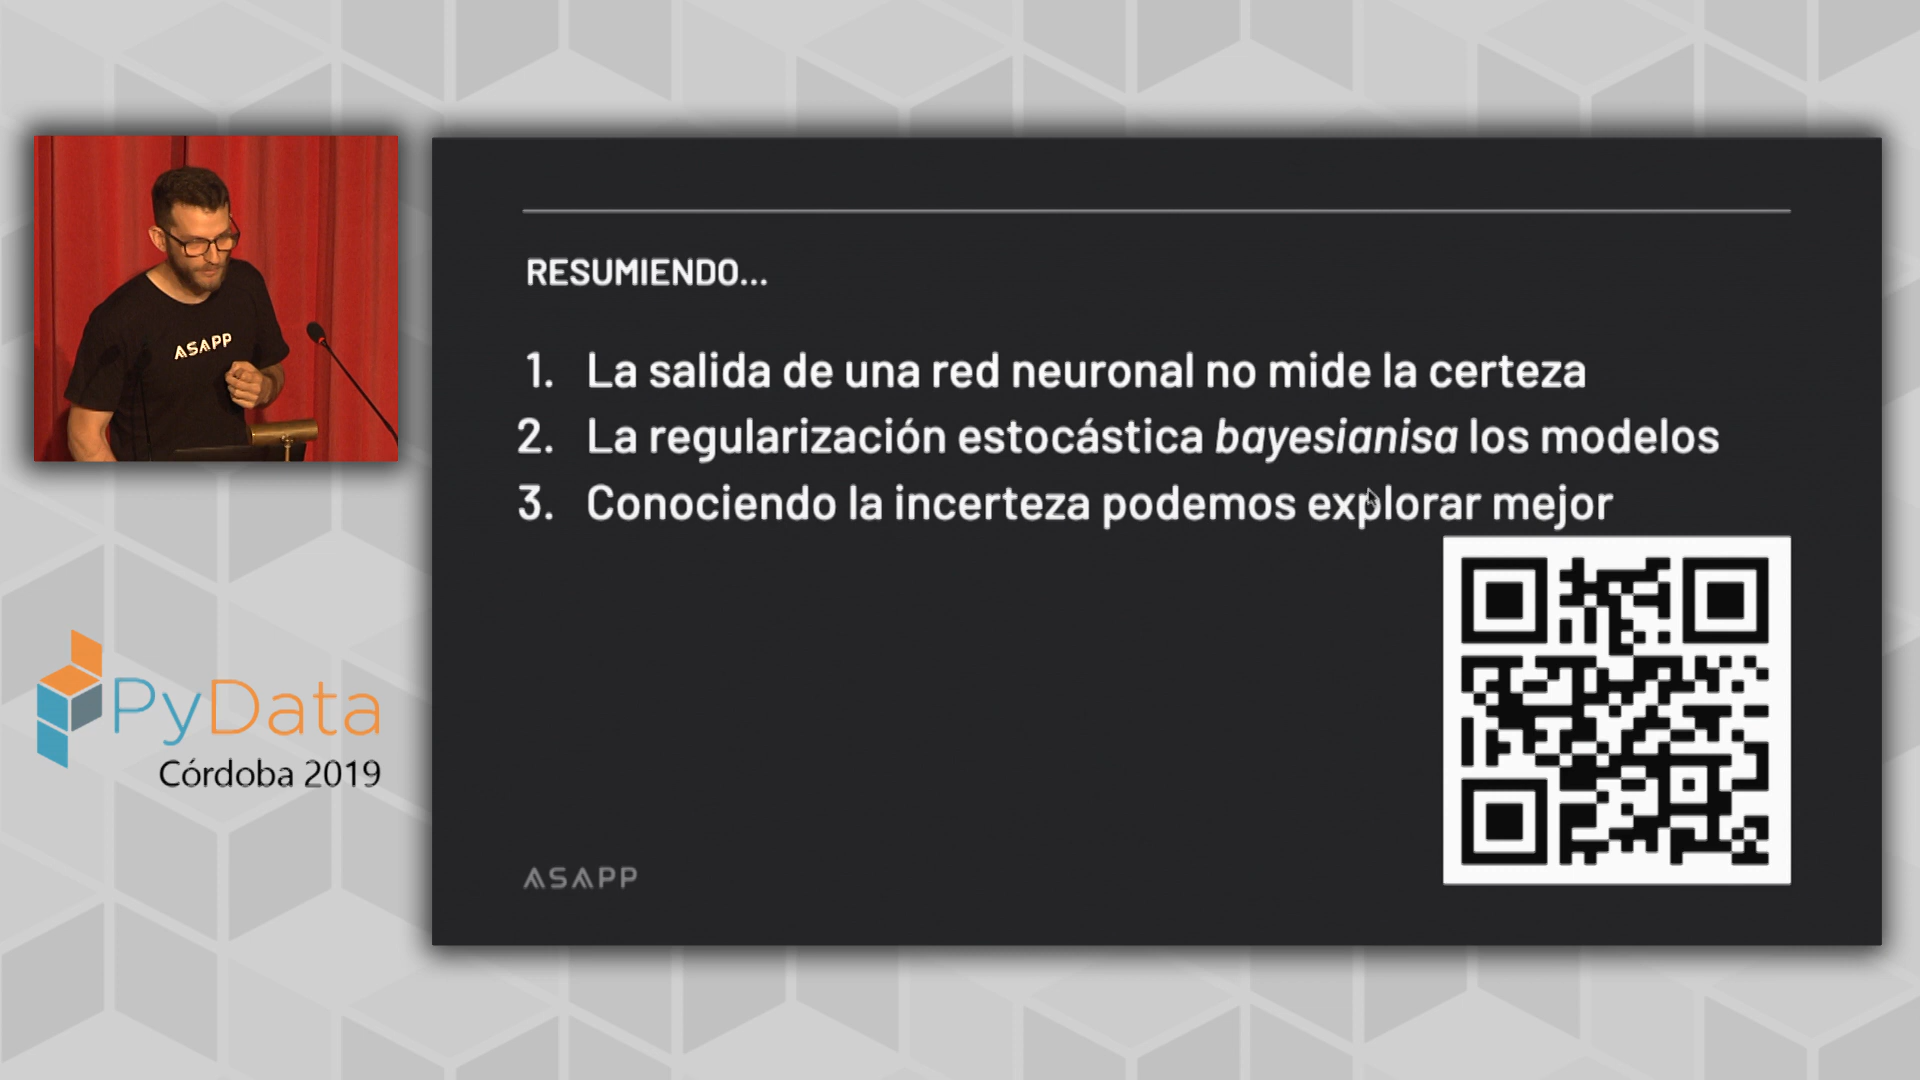 ASAPP
PyData
Córdoba 2019
RESUMIENDO...
1. La salida de una red neuronal no mide la certeza
2. La regularización estocástica bayesianisa los modelos
3. Conociendo la incerteza podemos explorar mejor
ASAPP